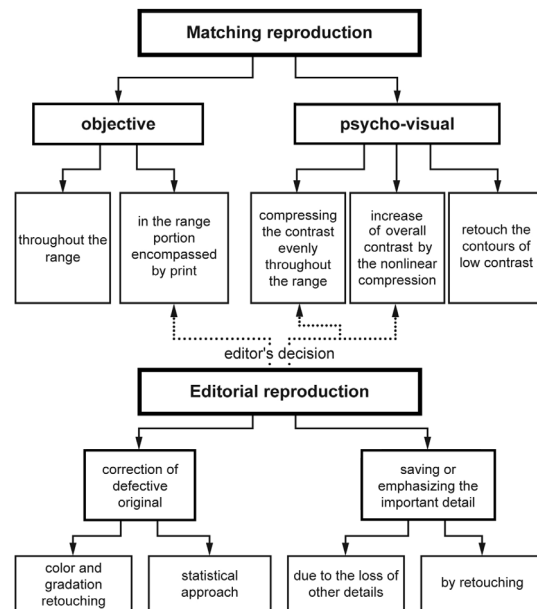 Matching reproduction
objective
psycho-visual
throughout the
range
in the range
portion
encompassed
by print
compressing
the contrast
evenly
throughout
the range
increase
of overall
contrast by
the nonlinear
compression
retouch the
contours of
low contrast
editor's decision
Editorial reproduction
correction of
defective
original
saving or
emphasizing the
important detail
color and
gradation
retouching
statistical
approach
due to the loss of
other details
by retouching